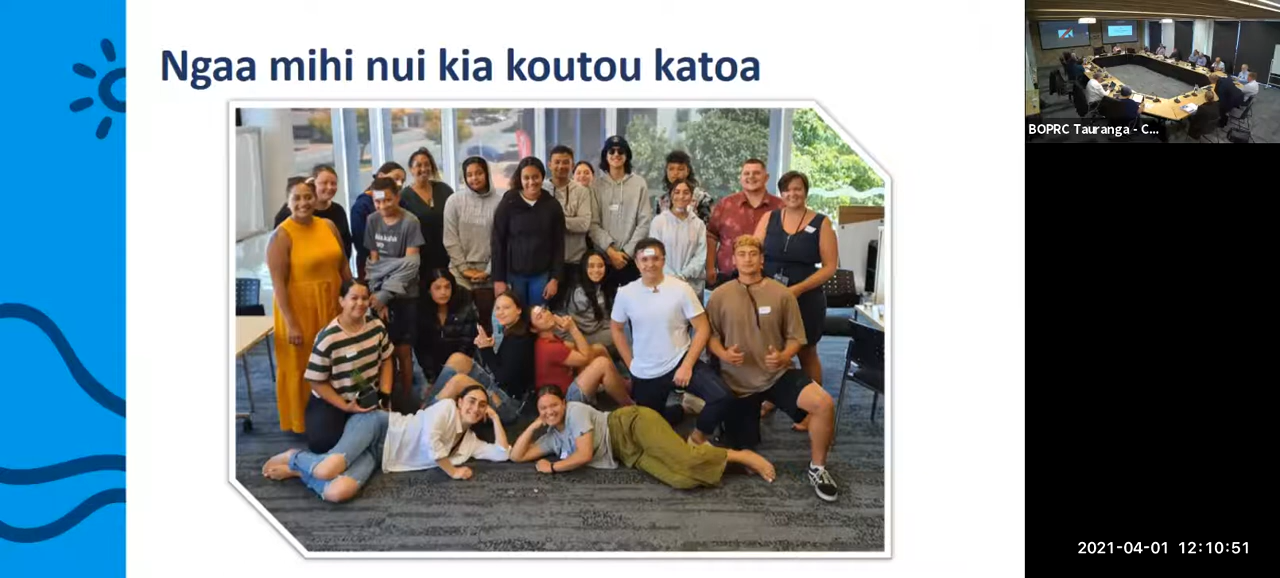 Ngaa mihi nui kia koutou katoa
BOPRC Tauranga - C...
2021-04-01 12:10:51